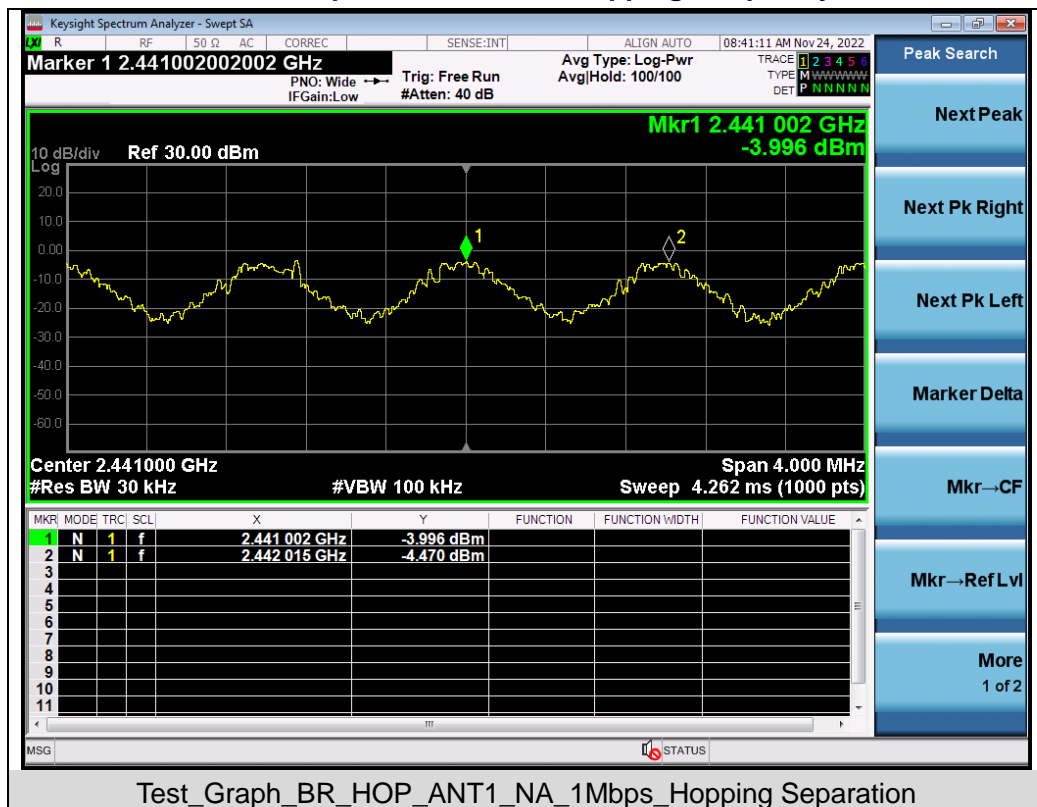 Keysight Spectrum Analyzer - Swept SA
LXI R RF 50 Ω AC CORREC SENSE:INT ALIGN AUTO 08:41:11 AM Nov 24, 2022
Marker 1 2.441002002002 GHz
PNO: Wide
IFGain:Low
Trig: Free Run
#Atten: 40 dB
Avg Type: Log-Pwr
Avg|Hold: 100/100
TRACE 1 2 3 4 5 6
TYPE M WWWWW
DET P N N N N N
Mkr1 2.441 002 GHz
-3.996 dBm
10 dB/div Ref 30.00 dBm
Log
20.0
10.0
0.00
-10.0
-20.0
-30.0
-40.0
-50.0
-60.0
1
2
Center 2.441000 GHz Span 4.000 MHz
#Res BW 30 kHz #VBW 100 kHz Sweep 4.262 ms (1000 pts)
MKR MODE TRC SCL X Y FUNCTION FUNCTION WIDTH FUNCTION VALUE
1 N 1 f 2.441 002 GHz -3.996 dBm
2 N 1 f 2.442 015 GHz -4.470 dBm
3
4
5
6
7
8
9
10
11
MSG STATUS
Peak Search
Next Peak
Next Pk Right
Next Pk Left
Marker Delta
Mkr→CF
Mkr→Ref Lvl
More
1 of 2
Test_Graph_BR_HOP_ANT1_NA_1Mbps_Hopping Separation